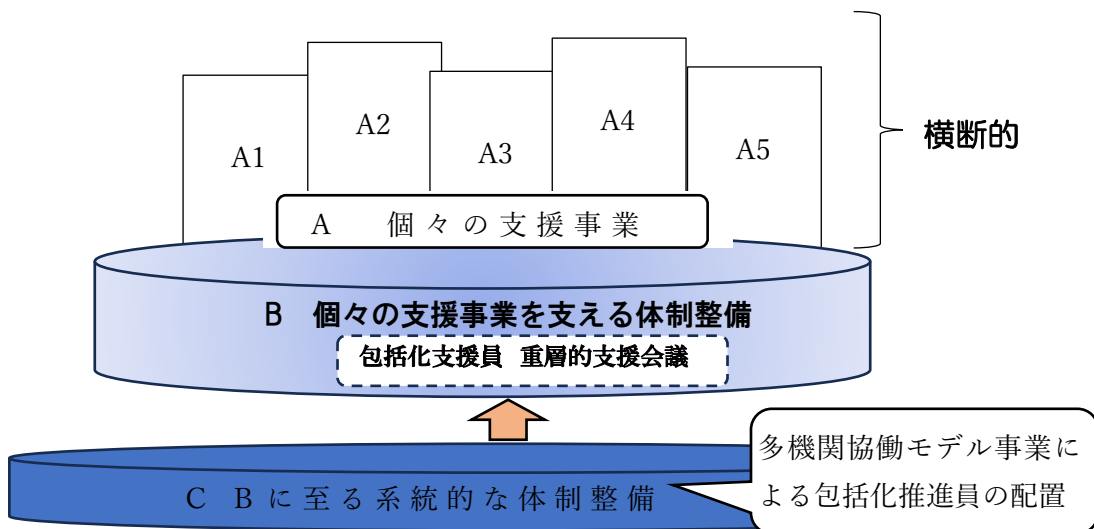 A1
A2
A3
A4
A5
横断的
A 個々の支援事業
B 個々の支援事業を支える体制整備
包括化支援員 重層的支援会議
C Bに至る系統的な体制整備
多機関協働モデル事業に
よる包括化推進員の配置